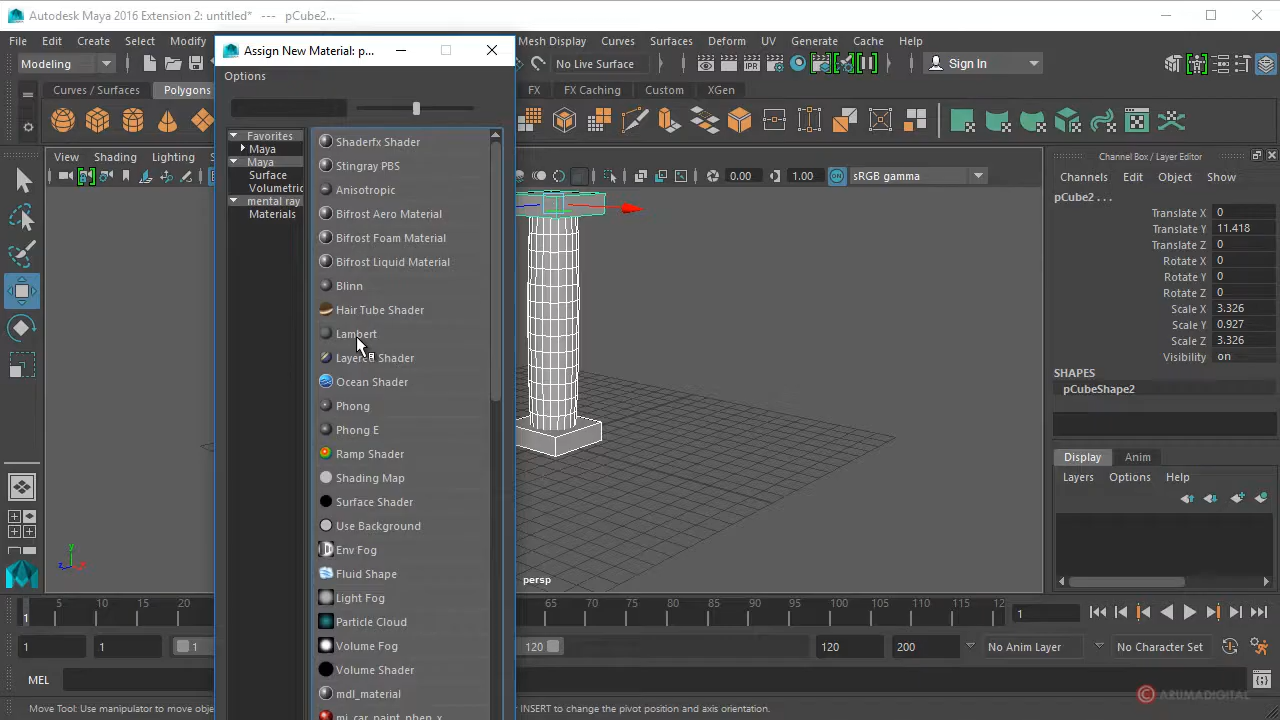 Autodesk Maya 2016 Extension 2: untitled*   ---   pCube2...
File Edit Create Select Modify Mesh Display Curves Surfaces Deform UV Generate Cache Help
Assign New Material: p...
Modeling No Live Surface Sign In
Options
Curves / Surfaces Polygons FX FX Caching Custom XGen
Favorites
Maya
Maya
Surface
Volumetric
mental ray
Materials
Shaderfx Shader
Stingray PBS
Anisotropic
Bifrost Aero Material
Bifrost Foam Material
Bifrost Liquid Material
Blinn
Hair Tube Shader
Lambert
Layered Shader
Ocean Shader
Phong
Phong E
Ramp Shader
Shading Map
Surface Shader
Use Background
Env Fog
Fluid Shape
Light Fog
Particle Cloud
Volume Fog
Volume Shader
mdl_material
mi_car_paint_phen_x
View Shading Lighting
0.00 1.00 ON sRGB gamma
persp
Channel Box / Layer Editor
Channels Edit Object Show
pCube2 . . .
Translate X 0
Translate Y 11.418
Translate Z 0
Rotate X 0
Rotate Y 0
Rotate Z 0
Scale X 3.326
Scale Y 0.927
Scale Z 3.326
Visibility on
SHAPES
pCubeShape2
Display Anim
Layers Options Help
1 5 10 15 20 65 70 75 80 85 90 95 100 105 110 115 12 1
1 1 1 120 120 200 No Anim Layer No Character Set
MEL
Move Tool: Use manipulator to move objec INSERT to change the pivot position and axis orientation.
© ARUMADIGITAL